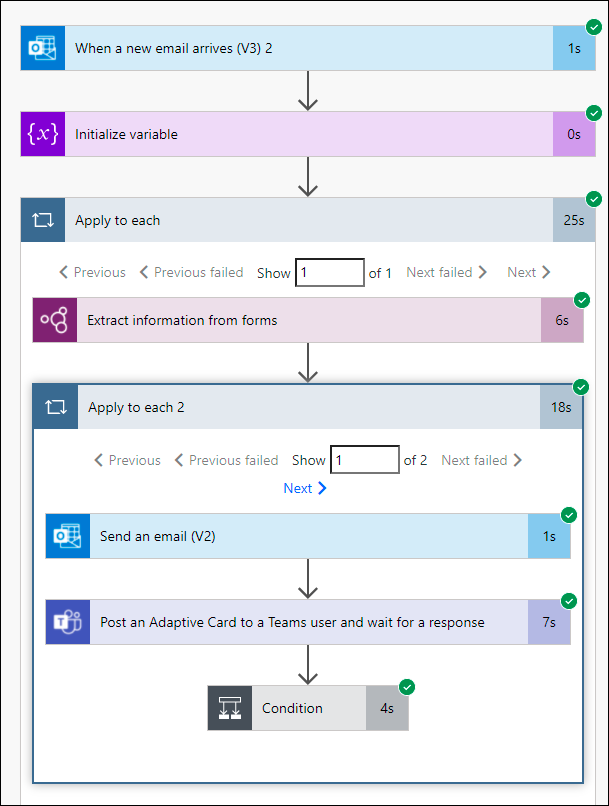 When a new email arrives (V3) 2 1s
{x} Initialize variable 0s
Apply to each 25s
Previous Previous failed Show 1 of 1 Next failed Next
Extract information from forms 6s
Apply to each 2 18s
Previous Previous failed Show 1 of 2 Next failed
Next
Send an email (V2) 1s
Post an Adaptive Card to a Teams user and wait for a response 7s
Condition 4s